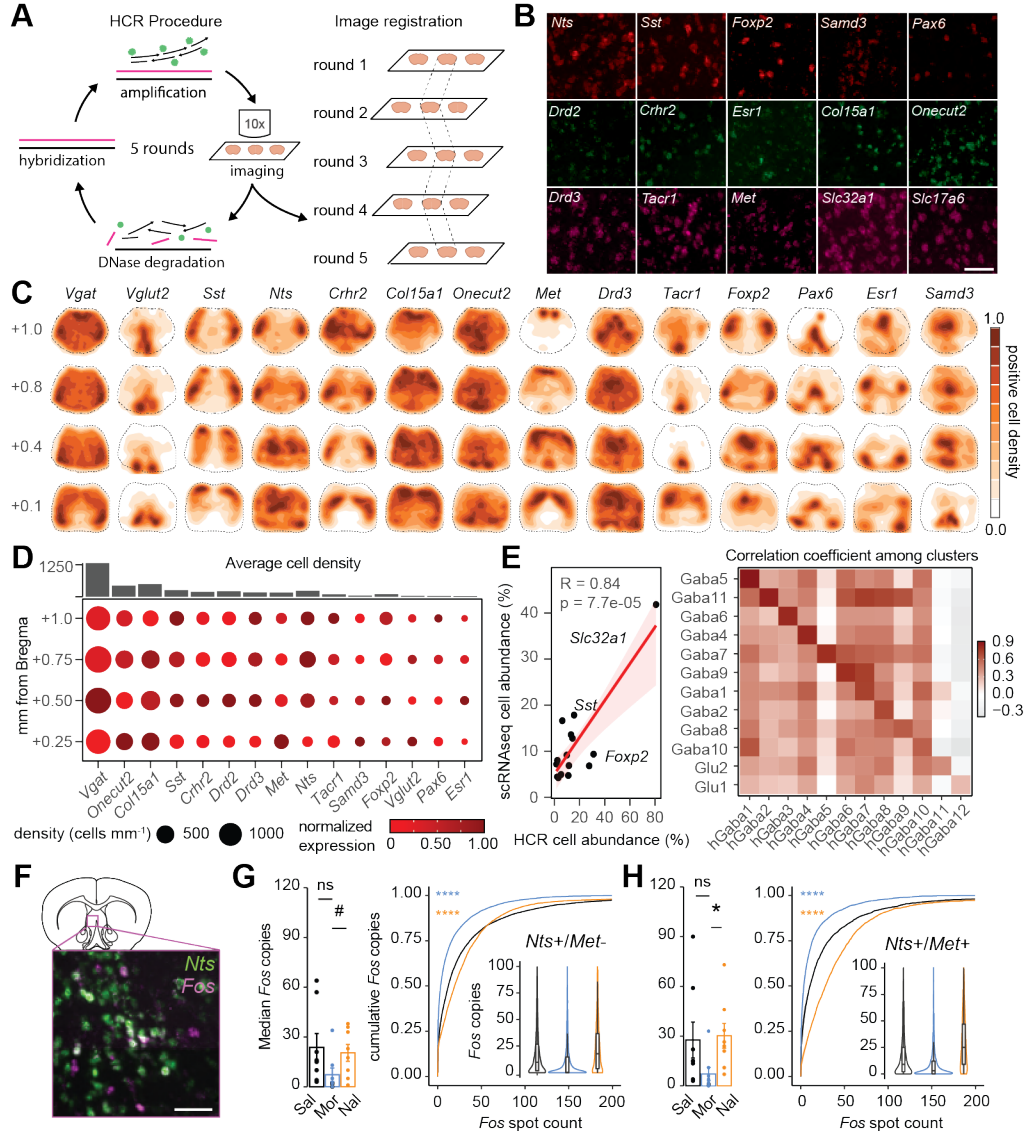 A
HCR Procedure
amplification
hybridization
5 rounds
10x
imaging
DNase degradation
Image registration
round 1
round 2
round 3
round 4
round 5
B
Nts Sst Foxp2 Samd3 Pax6
Drd2 Crhr2 Esr1 Col15a1 Onecut2
Drd3 Tacr1 Met Slc32a1 Slc17a6
C
Vgat Vglut2 Sst Nts Crhr2 Col15a1 Onecut2 Met Drd3 Tacr1 Foxp2 Pax6 Esr1 Samd3
+1.0
+0.8
+0.4
+0.1
1.0
positive cell density
0.0
D
Average cell density
1250
mm from Bregma
+1.0
+0.75
+0.50
+0.25
Vgat Onecut2 Col15a1 Sst Crhr2 Drd2 Drd3 Met Nts Tacr1 Samd3 Foxp2 Vglut2 Pax6 Esr1
density (cells mm⁻¹) 500 1000
normalized expression
0 0.50 1.00
E
R = 0.84
p = 7.7e-05
Slc32a1
Sst
Foxp2
scRNAseq cell abundance (%)
40
30
20
10
0
0 20 40 60 80
HCR cell abundance (%)
Correlation coefficient among clusters
Gaba5
Gaba11
Gaba6
Gaba4
Gaba7
Gaba9
Gaba1
Gaba2
Gaba8
Gaba10
Glu2
Glu1
hGaba1 hGaba2 hGaba3 hGaba4 hGaba5 hGaba6 hGaba7 hGaba8 hGaba9 hGaba10 hGaba11 hGaba12
0.9
0.6
0.3
0.0
−0.3
F
Nts
Fos
G
Median Fos copies
120
90
60
30
0
ns
#
Sal Mor Nal
cumulative Fos copies
1.00
0.75
0.50
0.25
0.00
****
****
Nts+/Met-
Fos copies
100
75
50
25
0
0 50 100 150 200
Fos spot count
H
120
90
60
30
0
ns
*
Sal Mor Nal
1.00
0.75
0.50
0.25
0.00
****
****
Nts+/Met+
100
75
50
25
0
0 50 100 150 200
Fos spot count